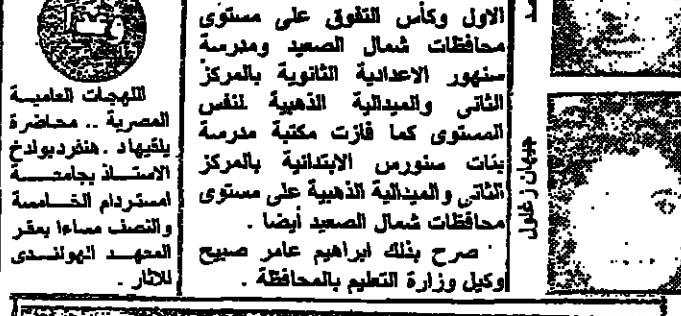 الاول وكأس التفوق على مستوى
محافظات شمال الصعيد ومدرسة
سنهور الاعدادية الثانوية بالمركز
الثانى والميدالية الذهبية لنفس
المستوى كما فازت مكتبة مدرسة
بنات سنورس الابتدائية بالمركز
الثانى والميدالية الذهبية على مستوى
محافظات شمال الصعيد أيضا .
صرح بذلك ابراهيم عامر صبيح
وكيل وزارة التعليم بالمحافظة .
جيهان زغلول
اللهجات العامية
المصرية .. محاضرة
يلقيها د . هنفرد بولدخ
الاستاذ بجامعة
امستردام الخامسة
والنصف مساءا بمقر
المعهد الهولندى
للاثار .